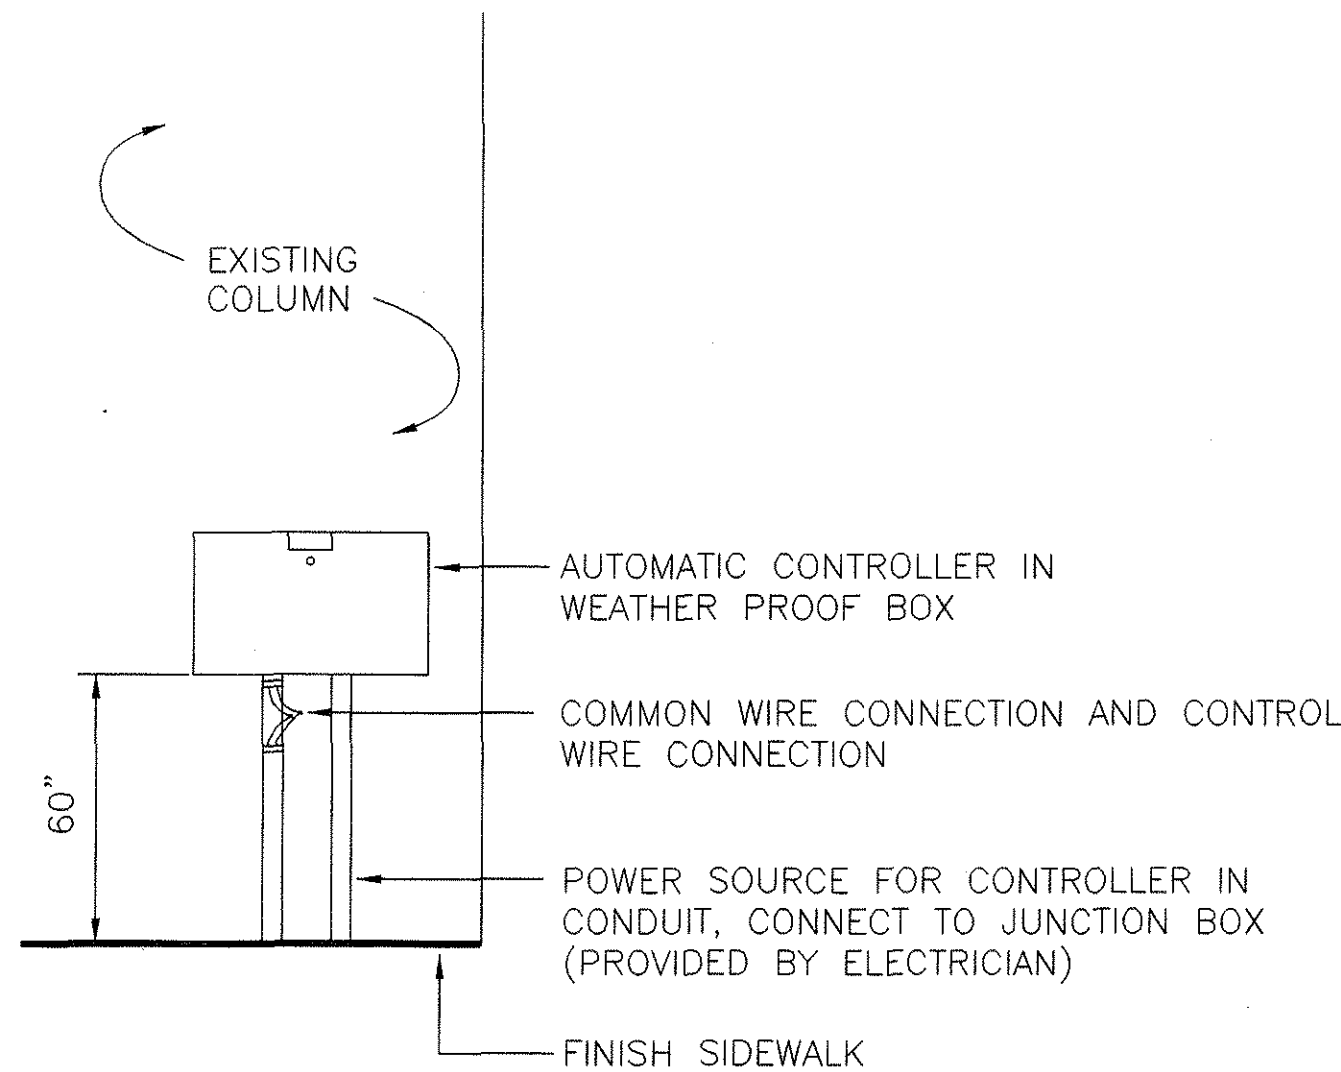 EXISTING
COLUMN
AUTOMATIC CONTROLLER IN
WEATHER PROOF BOX
COMMON WIRE CONNECTION AND CONTROL
WIRE CONNECTION
60"
POWER SOURCE FOR CONTROLLER IN
CONDUIT, CONNECT TO JUNCTION BOX
(PROVIDED BY ELECTRICIAN)
FINISH SIDEWALK